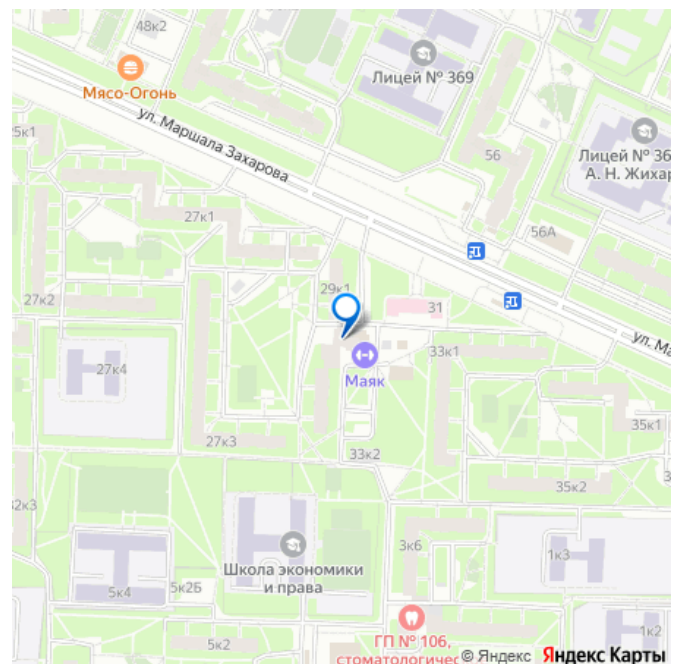 48к2
Мясо-Огонь
Лицей № 369
ул. Маршала Захарова
56
Лицей № 36
А. Н. Жихар
25к1
27к1
56А
29к1
27к2
31
ул. Ма
27к4
Маяк
33к1
35к1
27к3
33к2
35к2
3
32к3
Школа экономики
и права
3к6
1к3
5к4
5к2Б
5к2
ГП № 106,
стоматологичес
1к2
© Яндекс Яндекс Карты